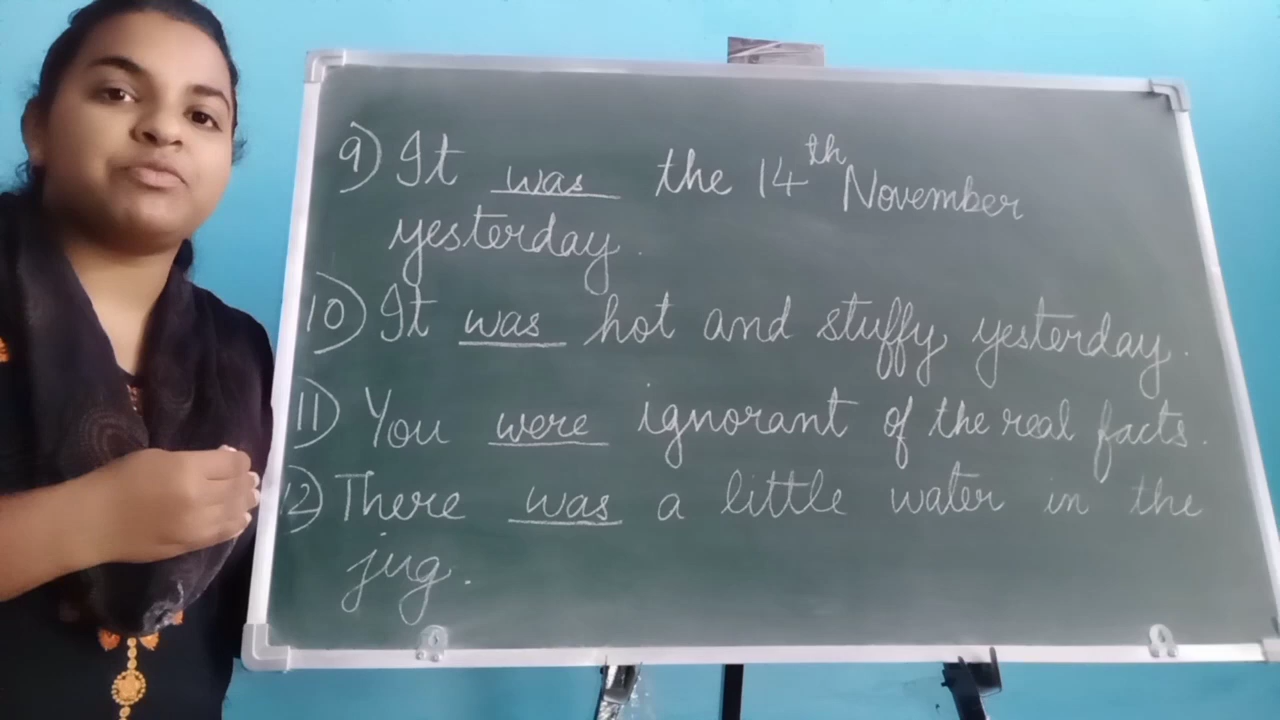 9) It was the 14th November
yesterday.
10) It was hot and stuffy yesterday.
11) You were ignorant of the real facts.
12) There was a little water in the
jug.